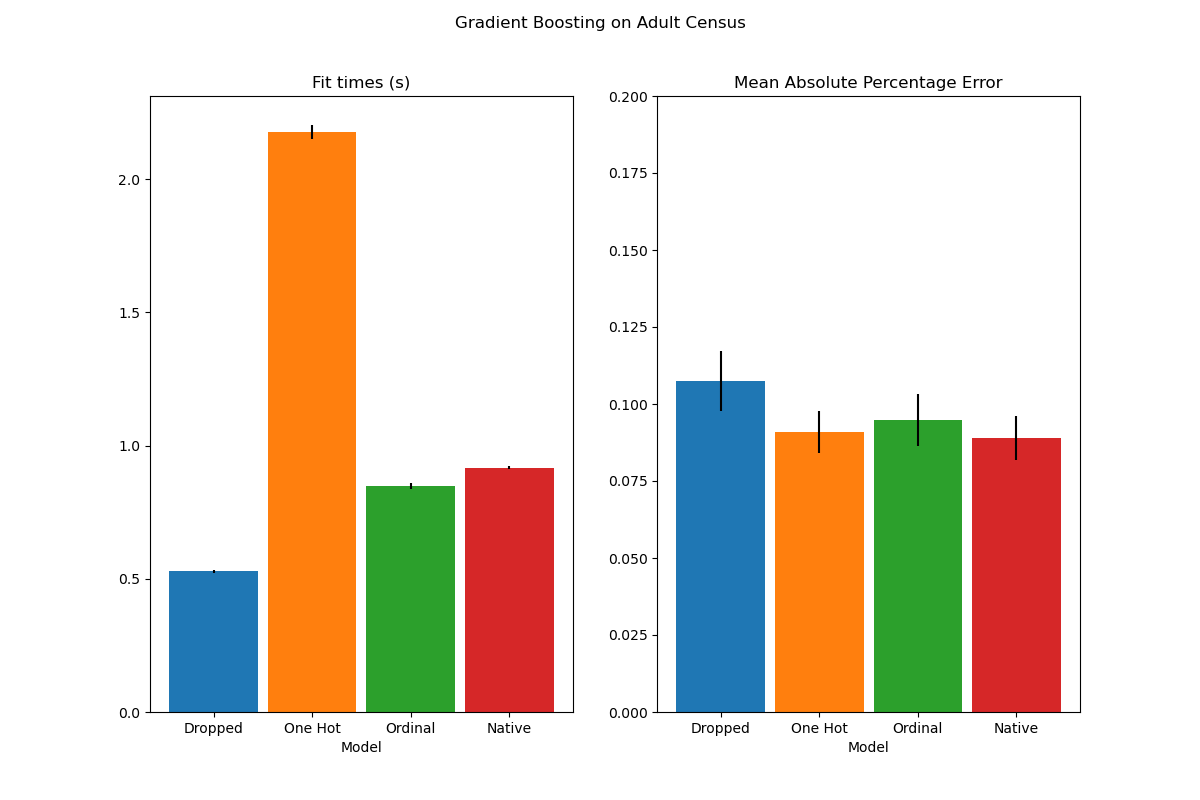 Gradient Boosting on Adult Census
Fit times (s)
2.0
1.5
1.0
0.5
0.0
Dropped One Hot Ordinal Native
Model
Mean Absolute Percentage Error
0.200
0.175
0.150
0.125
0.100
0.075
0.050
0.025
0.000
Dropped One Hot Ordinal Native
Model